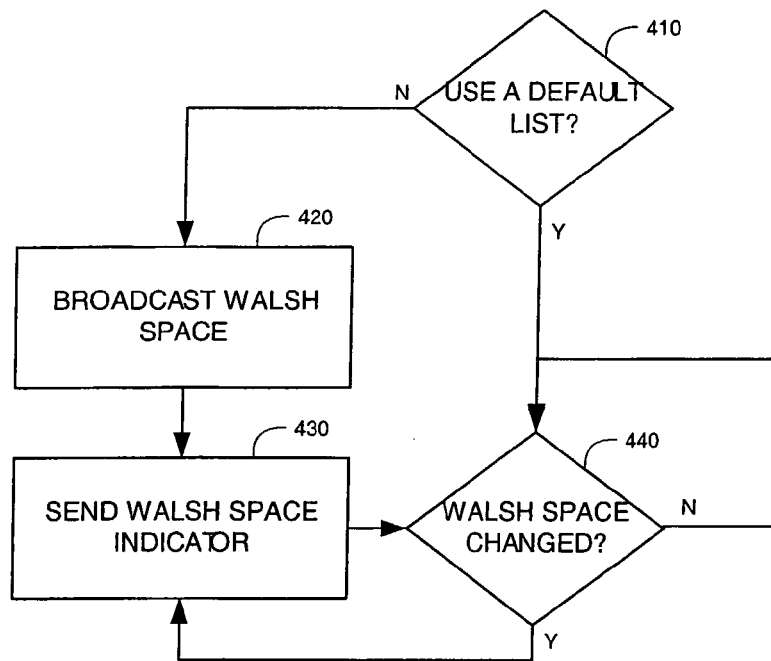 410
N
USE A DEFAULT
LIST?
Y
420
BROADCAST WALSH
SPACE
430
SEND WALSH SPACE
INDICATOR
440
WALSH SPACE
CHANGED?
N
Y